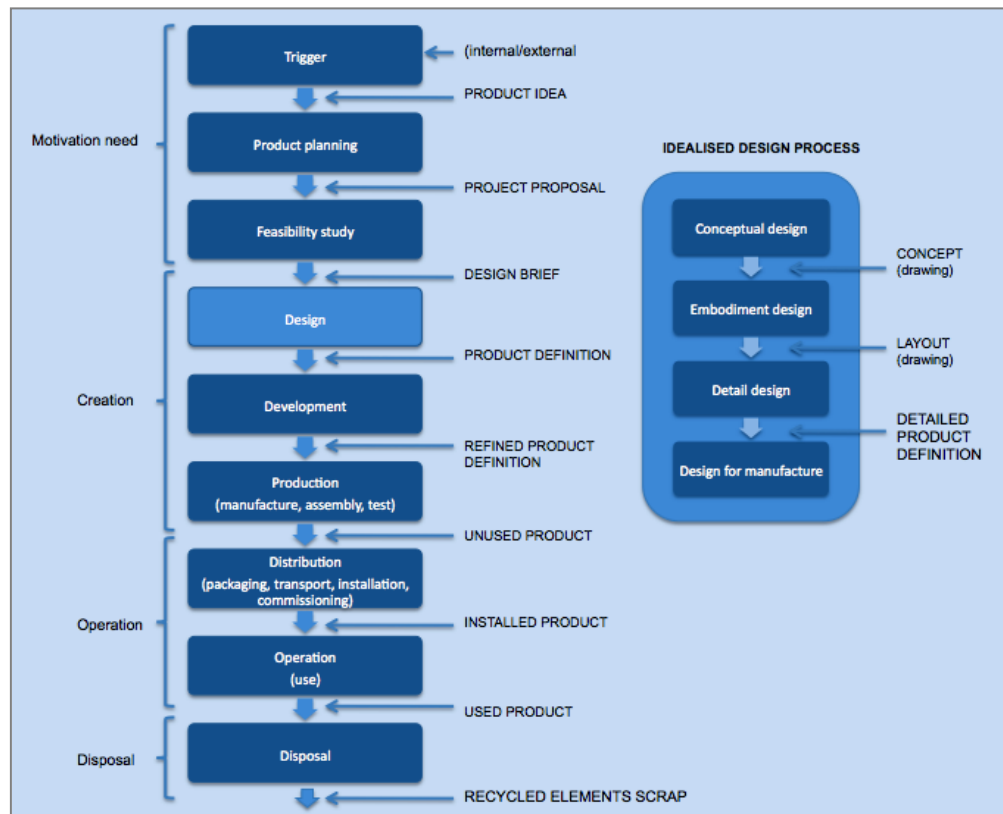 Trigger
(internal/external
PRODUCT IDEA
Motivation need
Product planning
PROJECT PROPOSAL
Feasibility study
DESIGN BRIEF
Design
PRODUCT DEFINITION
Creation
Development
REFINED PRODUCT
DEFINITION
Production
(manufacture, assembly, test)
UNUSED PRODUCT
Distribution
(packaging, transport, installation,
commissioning)
Operation
INSTALLED PRODUCT
Operation
(use)
USED PRODUCT
Disposal
Disposal
RECYCLED ELEMENTS SCRAP
IDEALISED DESIGN PROCESS
Conceptual design
CONCEPT
(drawing)
Embodiment design
LAYOUT
(drawing)
Detail design
DETAILED
PRODUCT
DEFINITION
Design for manufacture